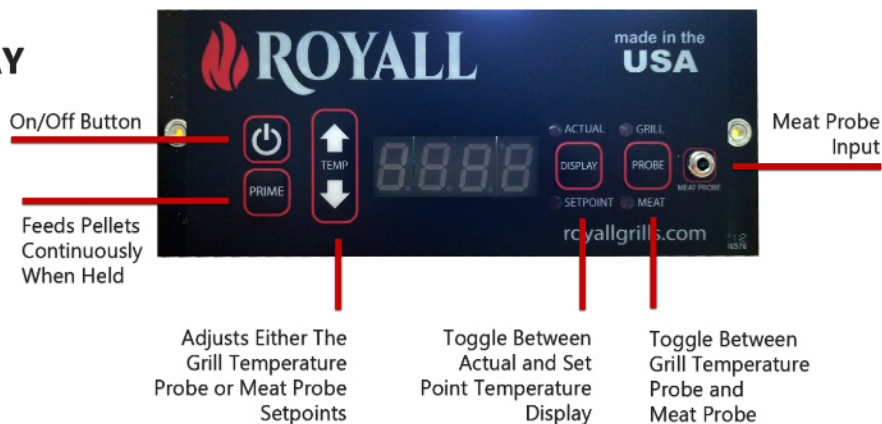 AY
ROYALL
made in the
USA
On/Off Button
Meat Probe
Input
TEMP
ACTUAL
GRILL
DISPLAY
PROBE
MEAT PROBE
PRIME
SETPOINT
MEAT
royallgrills.com
Feeds Pellets
Continuously
When Held
Adjusts Either The
Grill Temperature
Probe or Meat Probe
Setpoints
Toggle Between
Actual and Set
Point Temperature
Display
Toggle Between
Grill Temperature
Probe and
Meat Probe